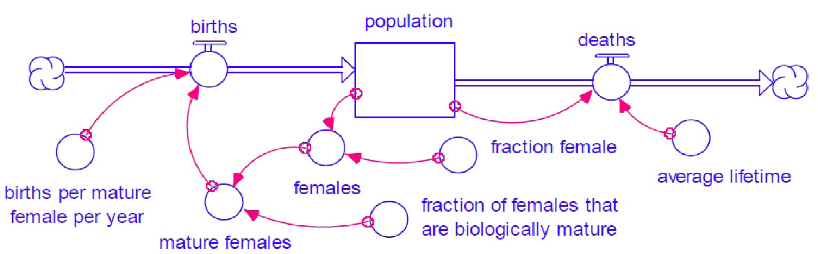 population
births
deaths
fraction female
average lifetime
females
births per mature
female per year
fraction of females that
are biologically mature
mature females